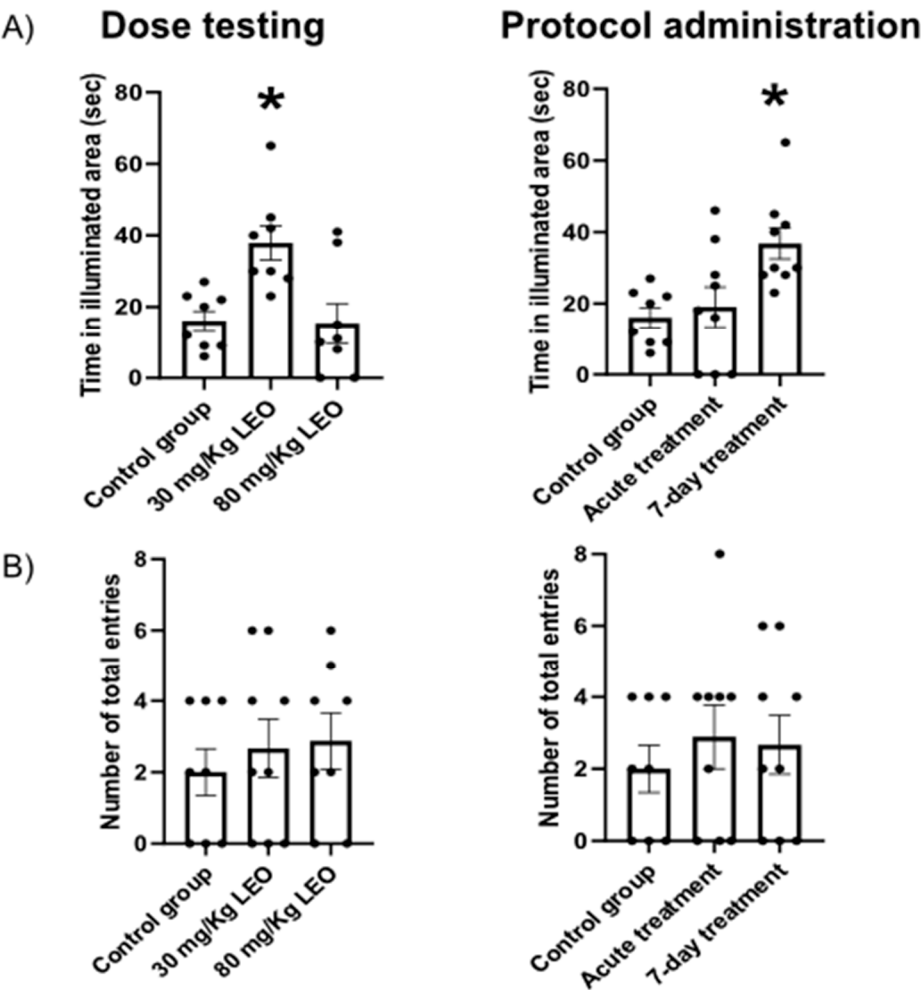 A)
Dose testing
Protocol administration
Time in illuminated area (sec)
80
60
40
20
0
*
Control group
30 mg/Kg LEO
80 mg/Kg LEO
Time in illuminated area (sec)
80
60
40
20
0
*
Control group
Acute treatment
7-day treatment
B)
Number of total entries
8
6
4
2
0
Control group
30 mg/Kg LEO
80 mg/Kg LEO
Number of total entries
8
6
4
2
0
Control group
Acute treatment
7-day treatment